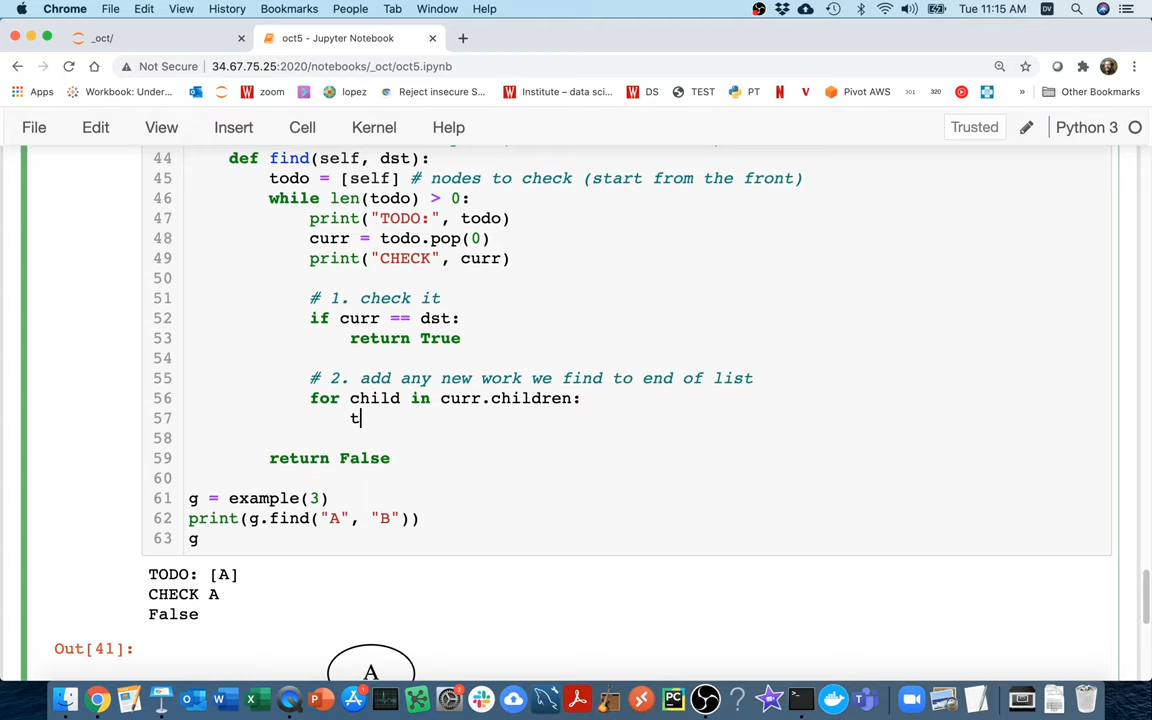 Chrome File Edit View History Bookmarks People Tab Window Help Tue 11:15 AM
_oct/ oct5 - Jupyter Notebook
Not Secure 34.67.75.25:2020/notebooks/_oct/oct5.ipynb
Apps Workbook: Under... zoom lopez Reject insecure S... Institute – data sci... DS TEST PT Pivot AWS 301 320 » Other Bookmarks
File Edit View Insert Cell Kernel Help Trusted Python 3
44 def find(self, dst):
45 todo = [self] # nodes to check (start from the front)
46 while len(todo) > 0:
47 print("TODO:", todo)
48 curr = todo.pop(0)
49 print("CHECK", curr)
50
51 # 1. check it
52 if curr == dst:
53 return True
54
55 # 2. add any new work we find to end of list
56 for child in curr.children:
57 t
58
59 return False
60
61 g = example(3)
62 print(g.find("A", "B"))
63 g
TODO: [A]
CHECK A
False
Out[41]:
A